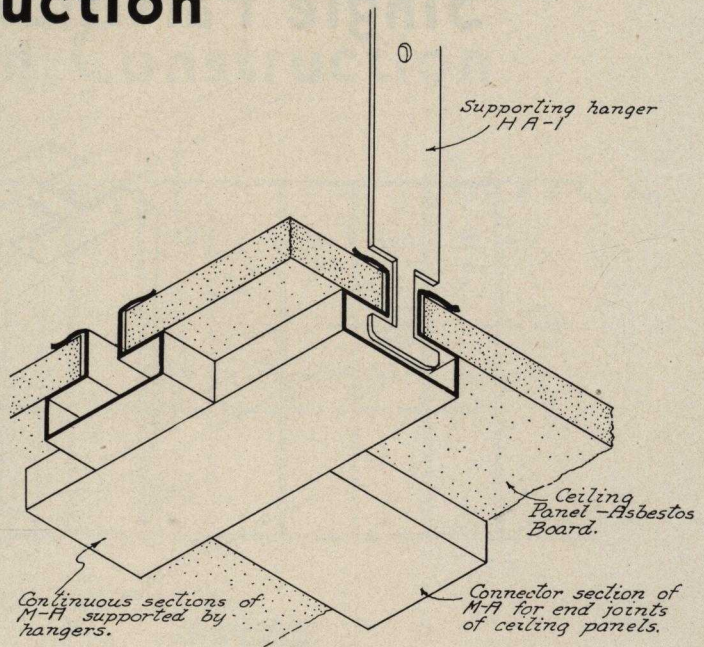 uction
Supporting hanger
H A-1
Ceiling
Panel - Asbestos
Board.
Continuous sections of
M-A supported by
hangers.
Connector section of
M-A for end joints
of ceiling panels.